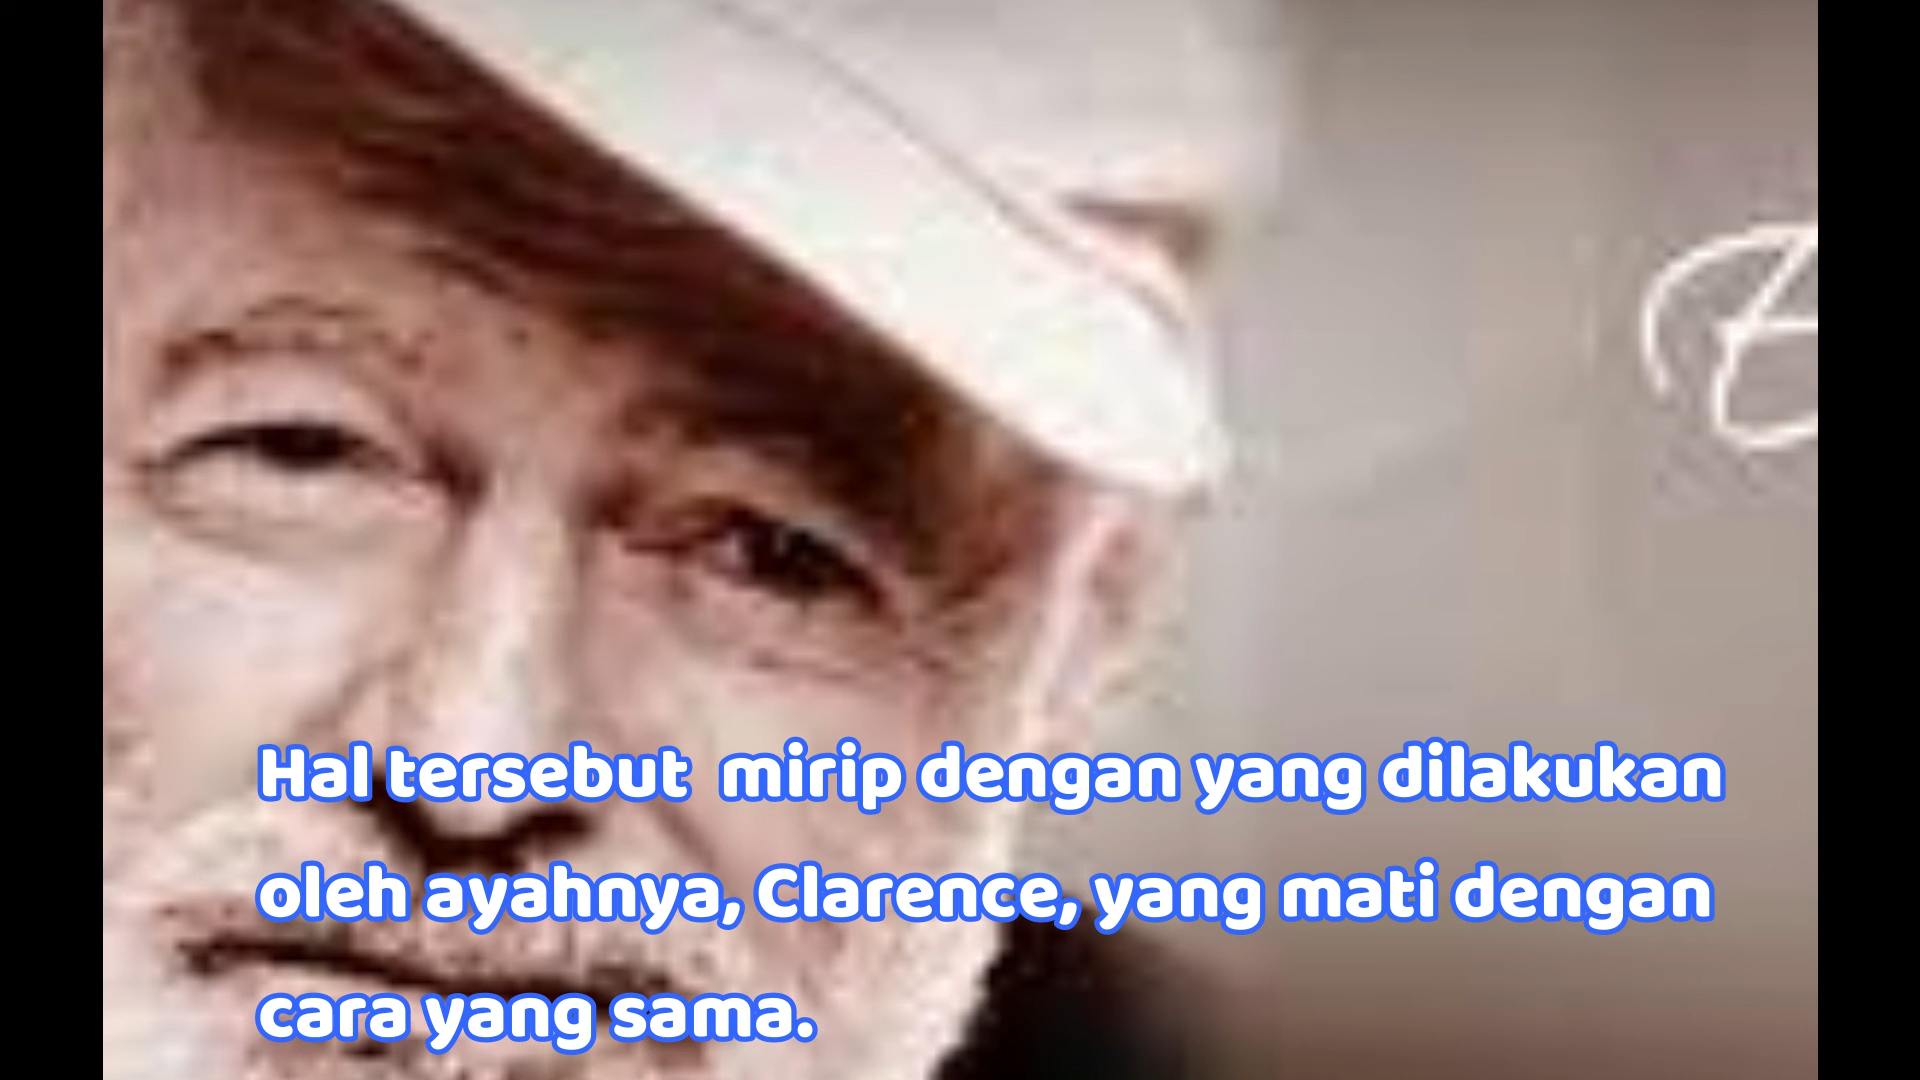 Hal tersebut  mirip dengan yang dilakukan
oleh ayahnya, Clarence, yang mati dengan
cara yang sama.